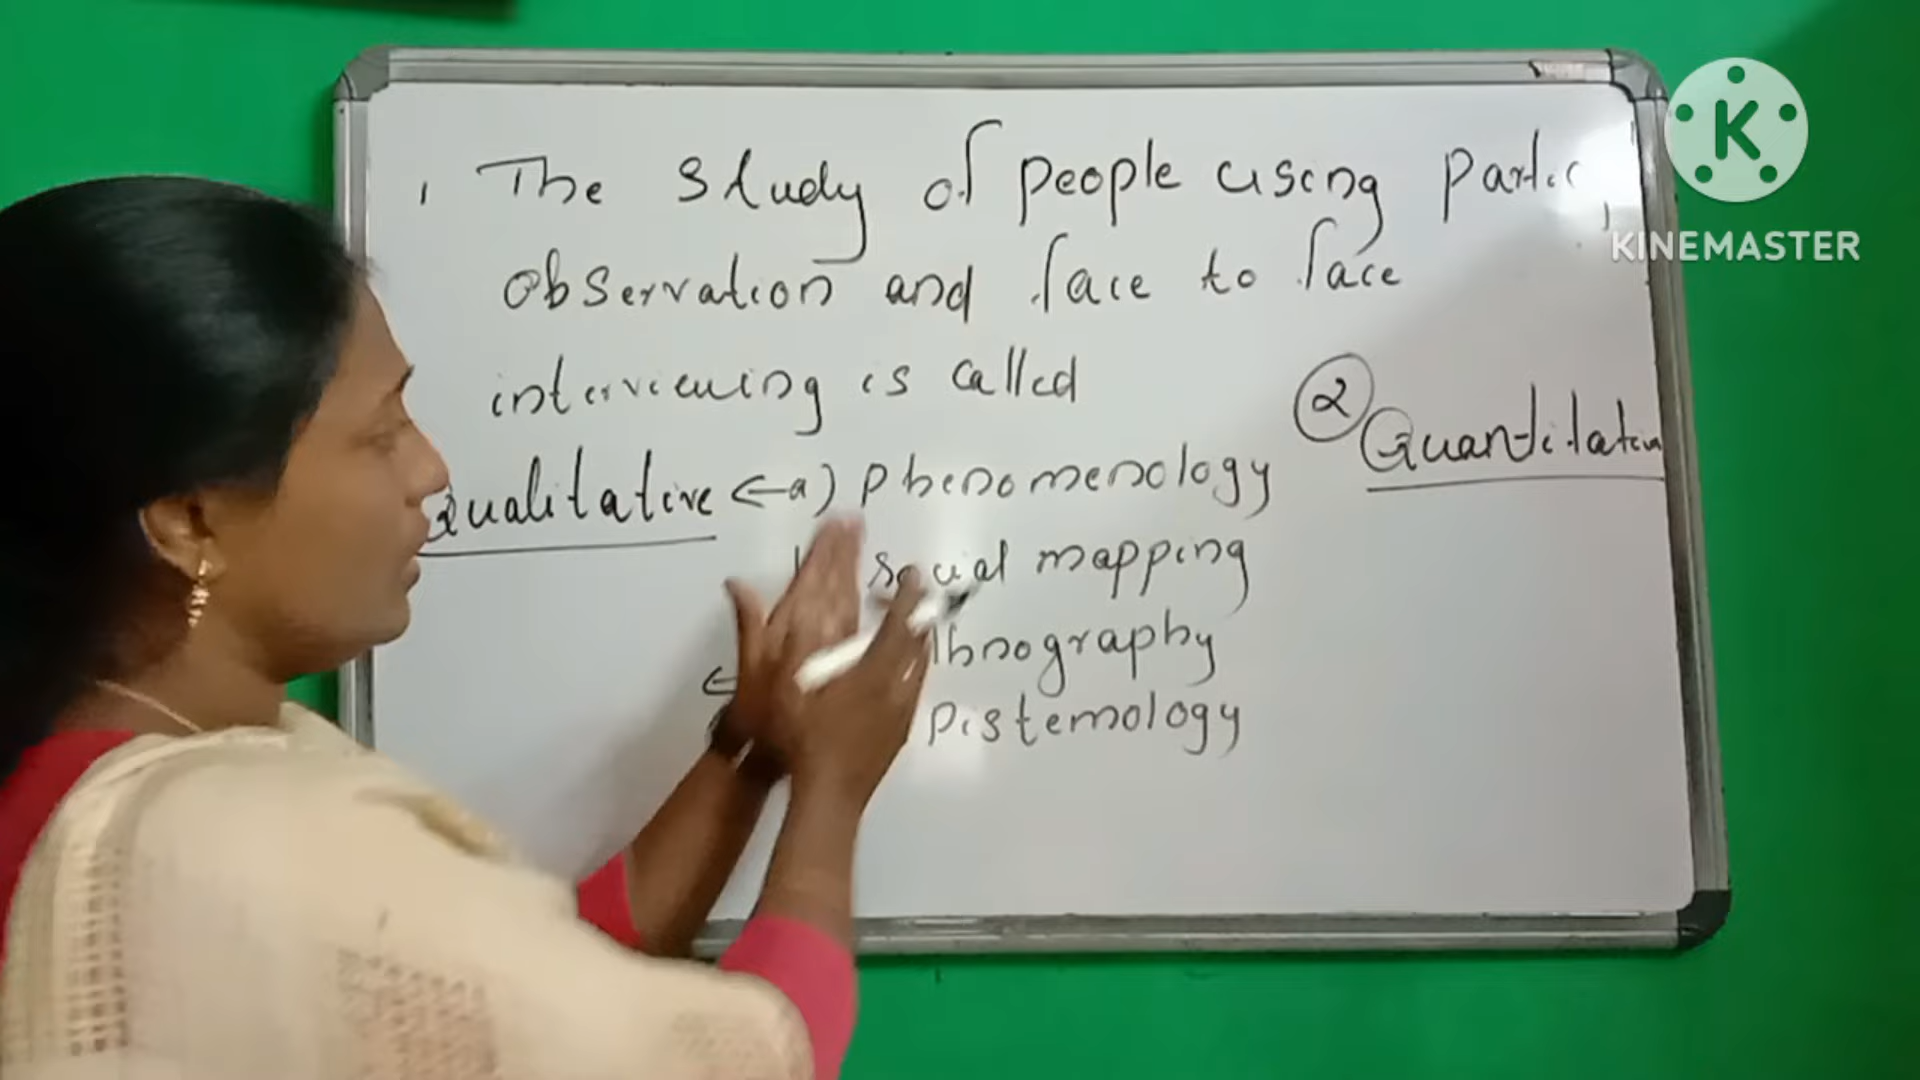 1 The Study of people using Partic
Observation and face to face
interviewing is called
② Quantitative
Qualitative ← a) Phenomenology
social mapping
thnography
←
pistemology
K
KINEMASTER